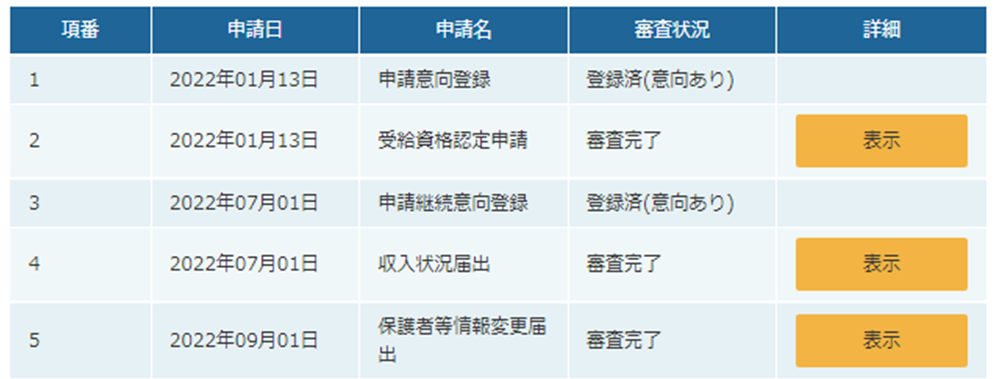 項番 申請日 申請名 審査状況 詳細
1 2022年01月13日 申請意向登録 登録済(意向あり)
2 2022年01月13日 受給資格認定申請 審査完了 表示
3 2022年07月01日 申請継続意向登録 登録済(意向あり)
4 2022年07月01日 収入状況届出 審査完了 表示
5 2022年09月01日 保護者等情報変更届
出 審査完了 表示